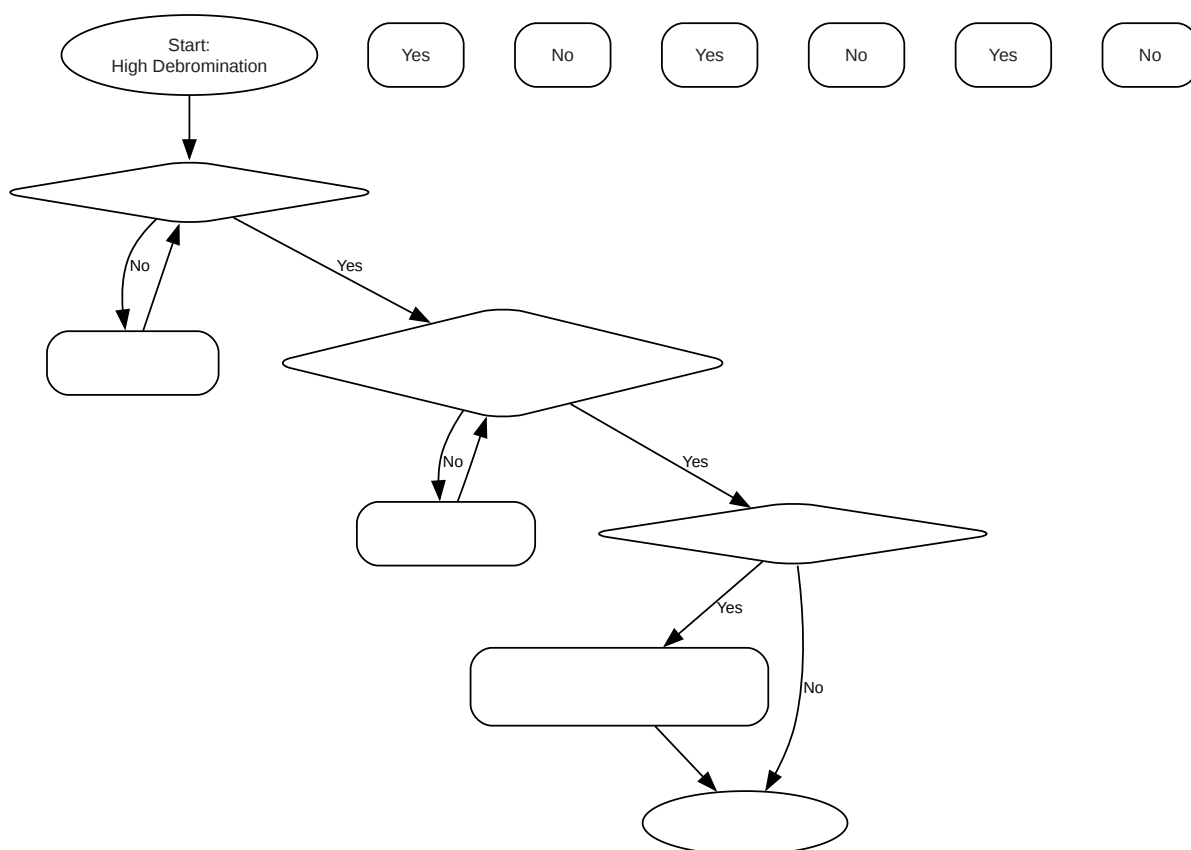 Start:
High Debromination
Yes
No
Yes
No
Yes
No
No
Yes
No
Yes
Yes
No